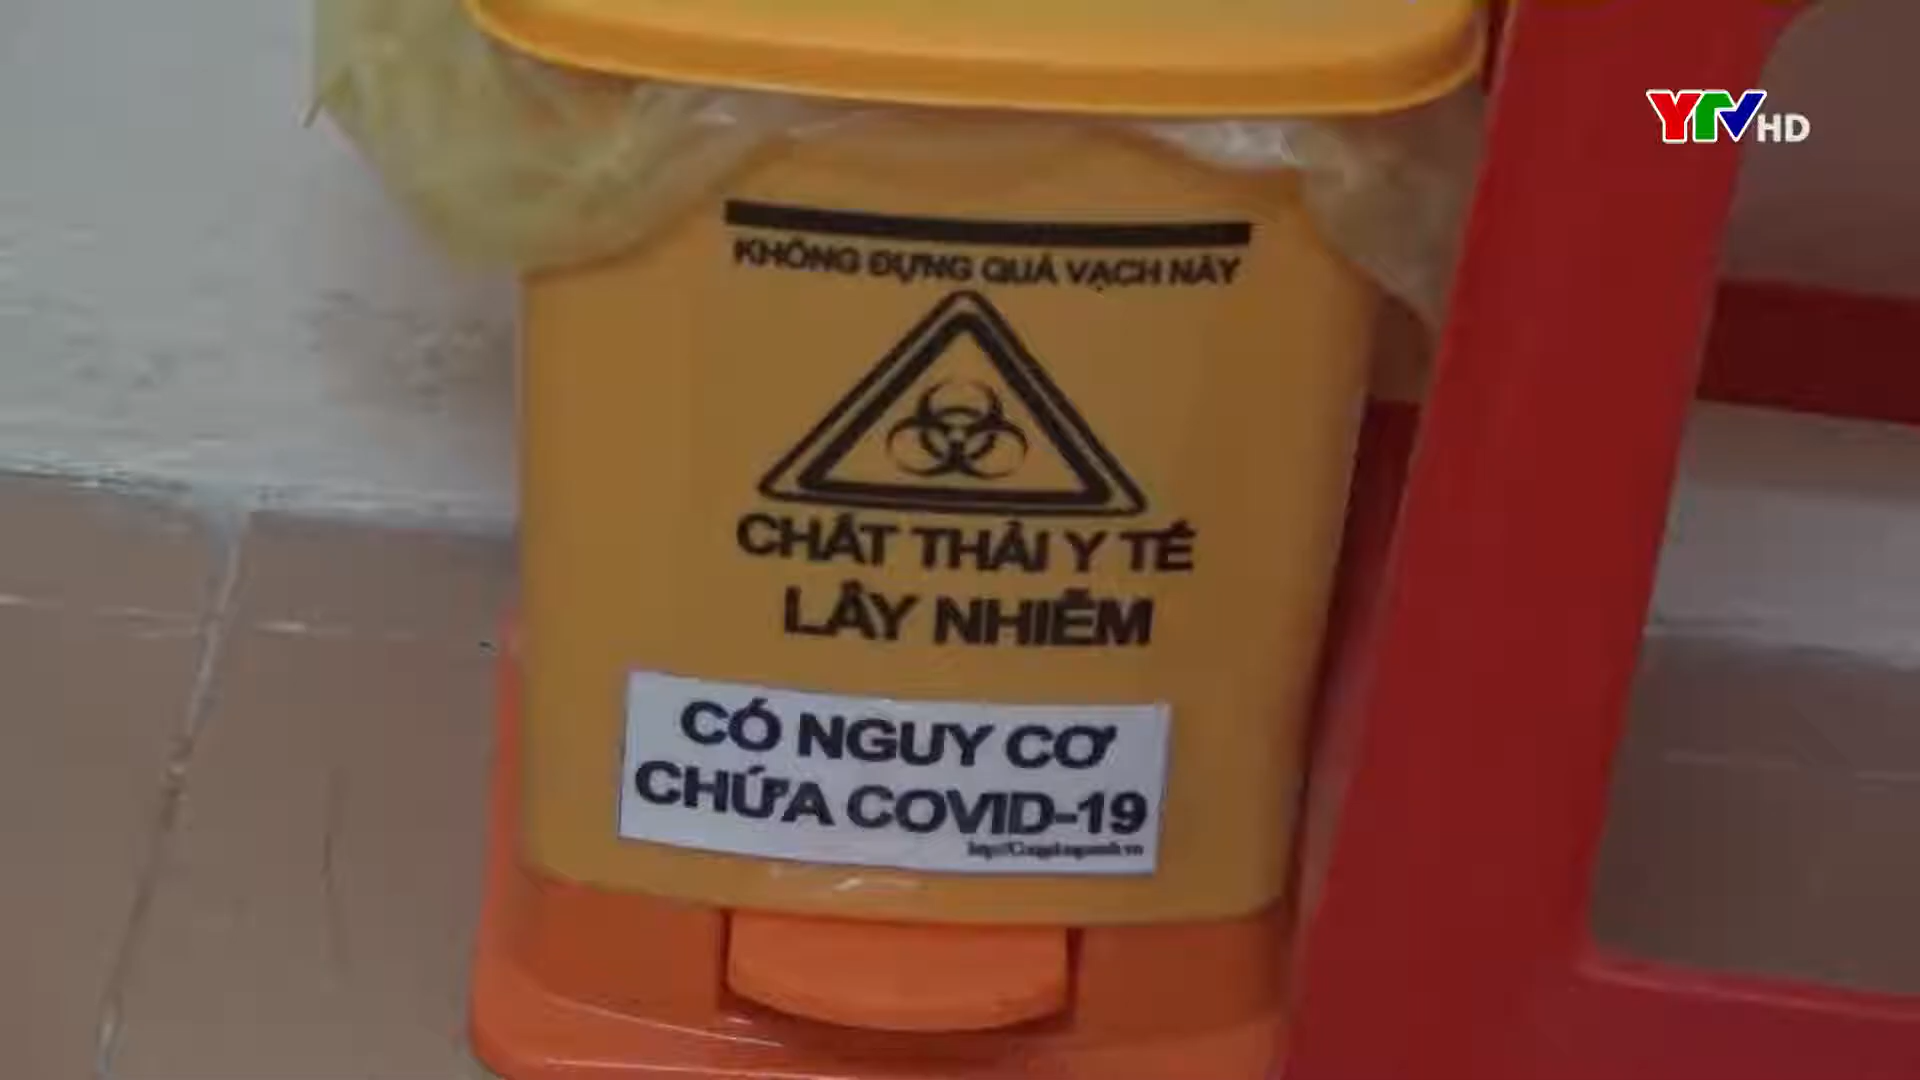 YTV HD
KHÔNG ĐỰNG QUÁ VẠCH NÀY
CHẤT THẢI Y TẾ
LÂY NHIỄM
CÓ NGUY CƠ
CHỨA COVID-19